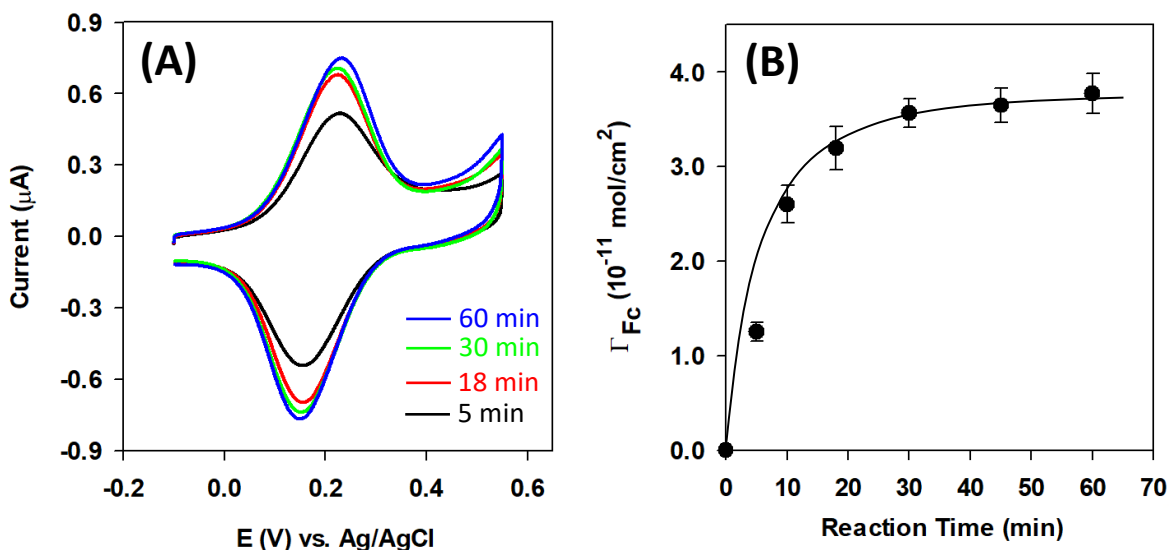 (A)
Current (μA)
0.9
0.6
0.3
0.0
-0.3
-0.6
-0.9
60 min
30 min
18 min
5 min
-0.2
0.0
0.2
0.4
0.6
E (V) vs. Ag/AgCl
(B)
Γ_Fc (10⁻¹¹ mol/cm²)
4.0
3.0
2.0
1.0
0.0
0
10
20
30
40
50
60
70
Reaction Time (min)